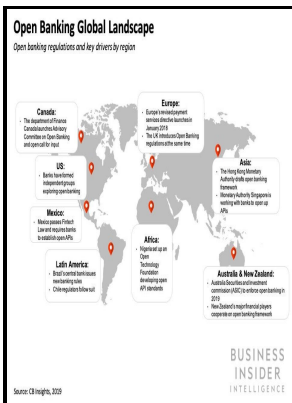 Open Banking Global Landscape
Open banking regulations and key drivers by region
Canada:
• The department of Finance
Canada launches Advisory
Committee on Open Banking
and open call for input
Europe:
• Europe's revised payment
services directive launches in
January 2018
• The UK introduces Open Banking
regulations at the same time
US:
• Banks have formed
independent groups
exploring open banking
Asia:
• The Hong Kong Monetary
Authority drafts open banking
framework
• Monetary Authority Singapore is
working with banks to open up
APIs
Mexico:
• Mexico passes Fintech
Law and requires banks
to establish open APIs
Africa:
• Nigeria set up an
Open
Technology
Foundation
developing open
API standards
Latin America:
• Brazil's central bank issues
new banking rules
• Chile regulators follow suit
Australia & New Zealand:
• Australia Securities and Investment
commission (ASIC) to enforce open banking in
2019
• New Zealand's major financial players
cooperate on open banking framework
BUSINESS
INSIDER
INTELLIGENCE
Source: CB Insights, 2019